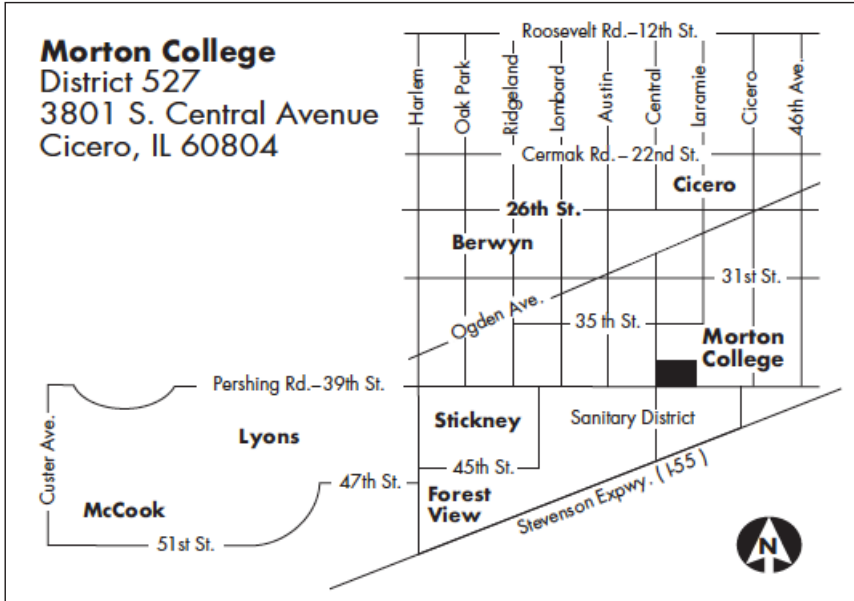 Morton College
District 527
3801 S. Central Avenue
Cicero, IL 60804
Roosevelt Rd.–12th St.
Harlem
Oak Park
Ridgeland
Lombard
Austin
Central
Laramie
Cicero
46th Ave.
Cermak Rd.–22nd St.
Cicero
26th St.
Berwyn
31st St.
Ogden Ave.
35th St.
Morton
College
Pershing Rd.–39th St.
Custer Ave.
Lyons
Stickney
Sanitary District
45th St.
47th St.
Forest
View
Stevenson Expwy. (I-55)
McCook
51st St.
N